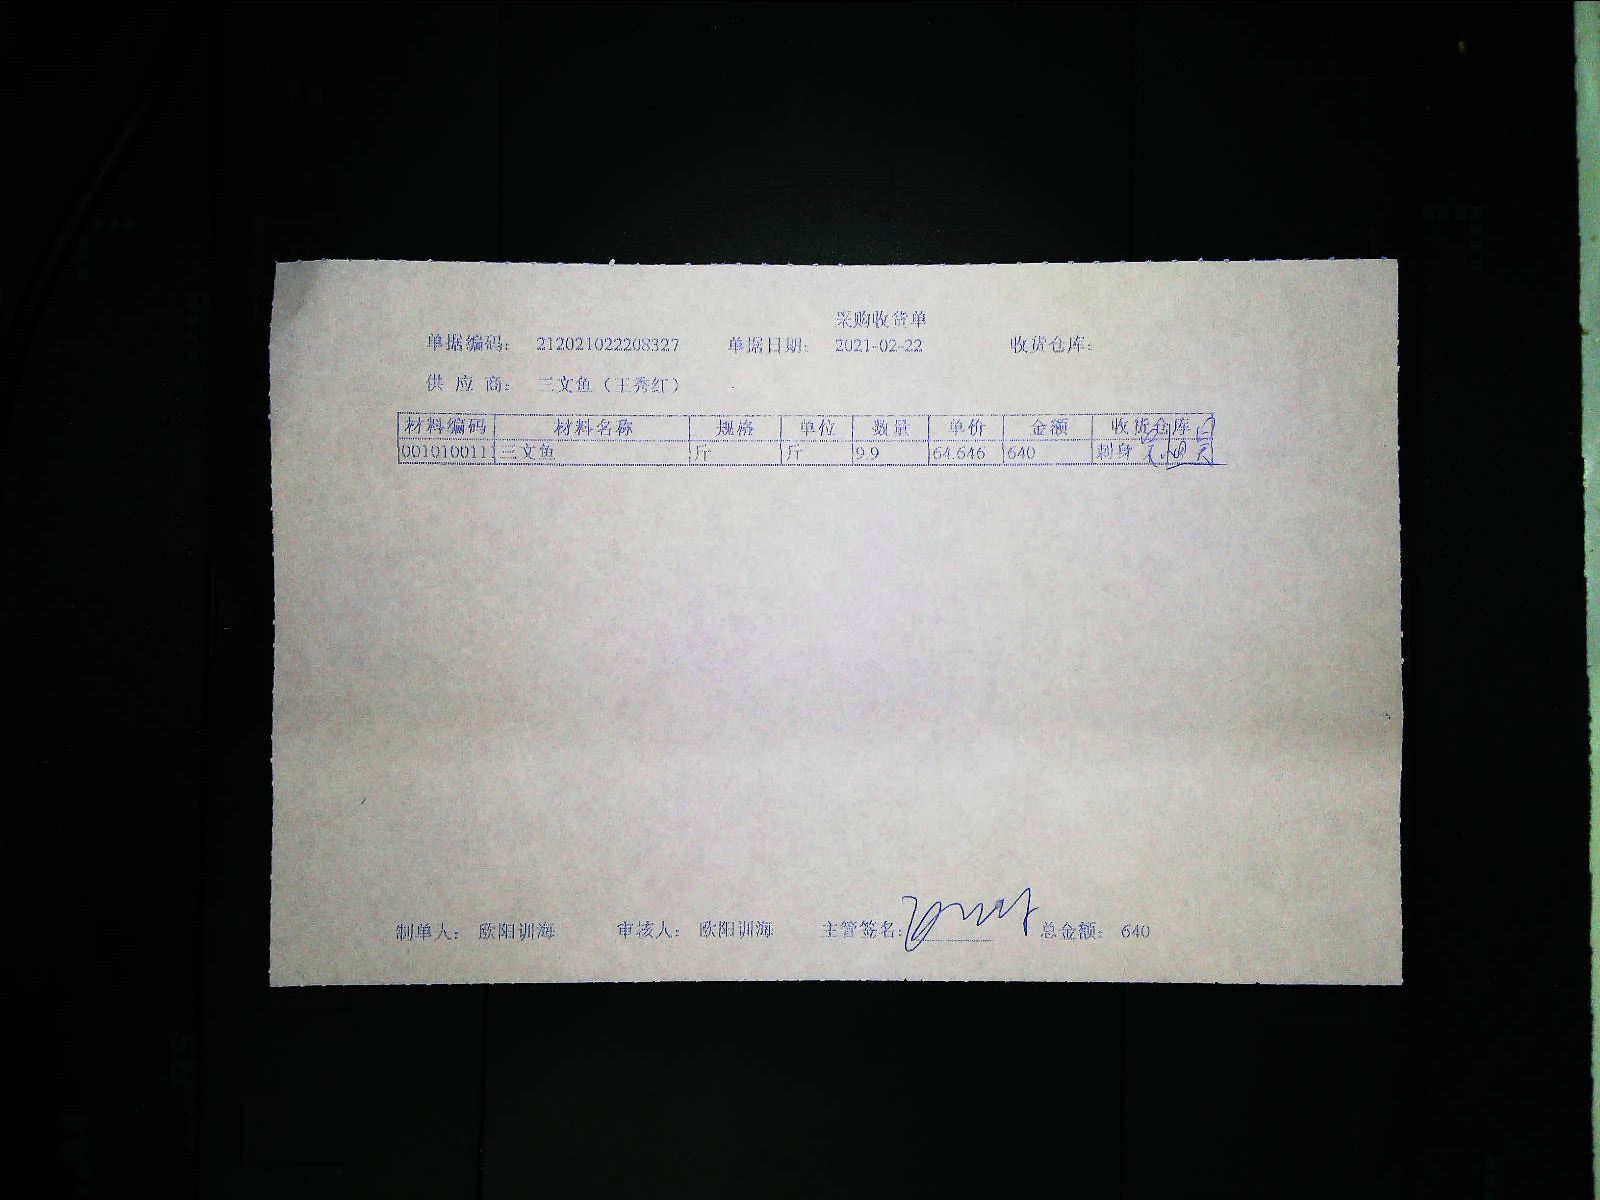 采购收货单
单据编码: 212021022208327 单据日期: 2021-02-22 收货仓库:
供 应 商: 三文鱼（王秀红）
材料编码 材料名称 规格 单位 数量 单价 金额 收货仓库
0010100111 三文鱼 斤 斤 9.9 64.646 640 刺身
制单人: 欧阳训海 审核人: 欧阳训海 主管签名: 总金额: 640